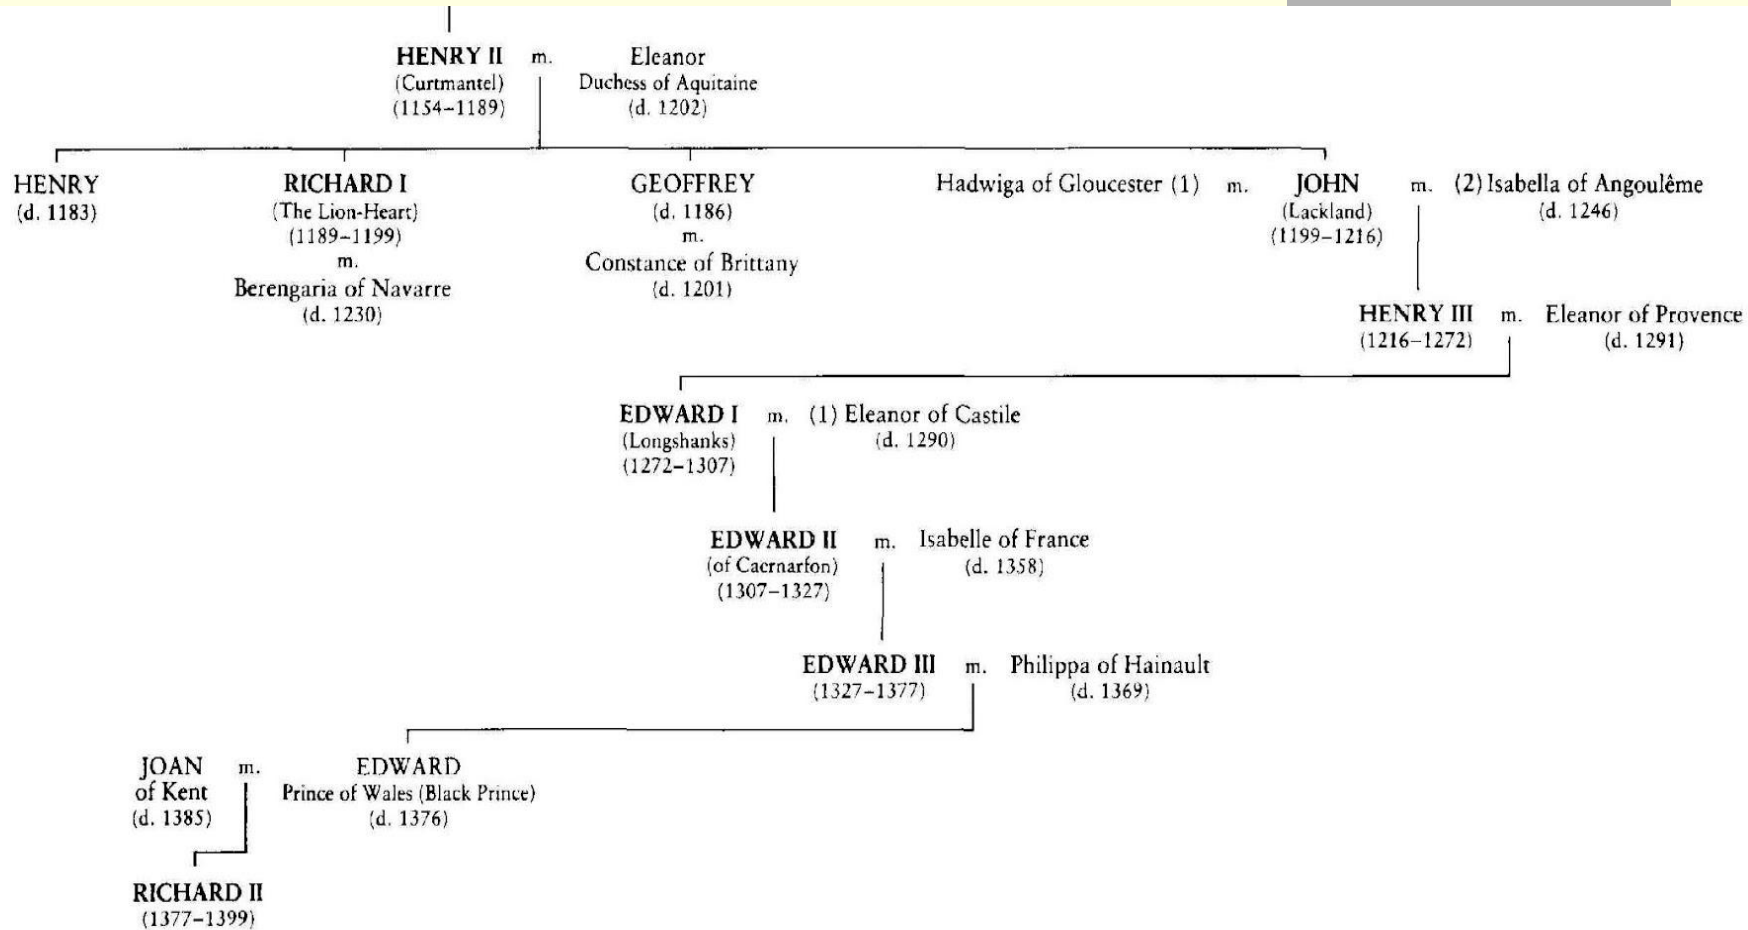 HENRY II m. Eleanor
(Curtmantel) Duchess of Aquitaine
(1154–1189) (d. 1202)
HENRY RICHARD I GEOFFREY Hadwiga of Gloucester (1) m. JOHN m. (2) Isabella of Angoulême
(d. 1183) (The Lion-Heart) (d. 1186) (Lackland) (d. 1246)
(1189–1199) m. (1199–1216)
m. Constance of Brittany
Berengaria of Navarre (d. 1201)
(d. 1230)
HENRY III m. Eleanor of Provence
(1216–1272) (d. 1291)
EDWARD I m. (1) Eleanor of Castile
(Longshanks) (d. 1290)
(1272–1307)
EDWARD II m. Isabelle of France
(of Caernarfon) (d. 1358)
(1307–1327)
EDWARD III m. Philippa of Hainault
(1327–1377) (d. 1369)
JOAN m. EDWARD
of Kent Prince of Wales (Black Prince)
(d. 1385) (d. 1376)
RICHARD II
(1377–1399)